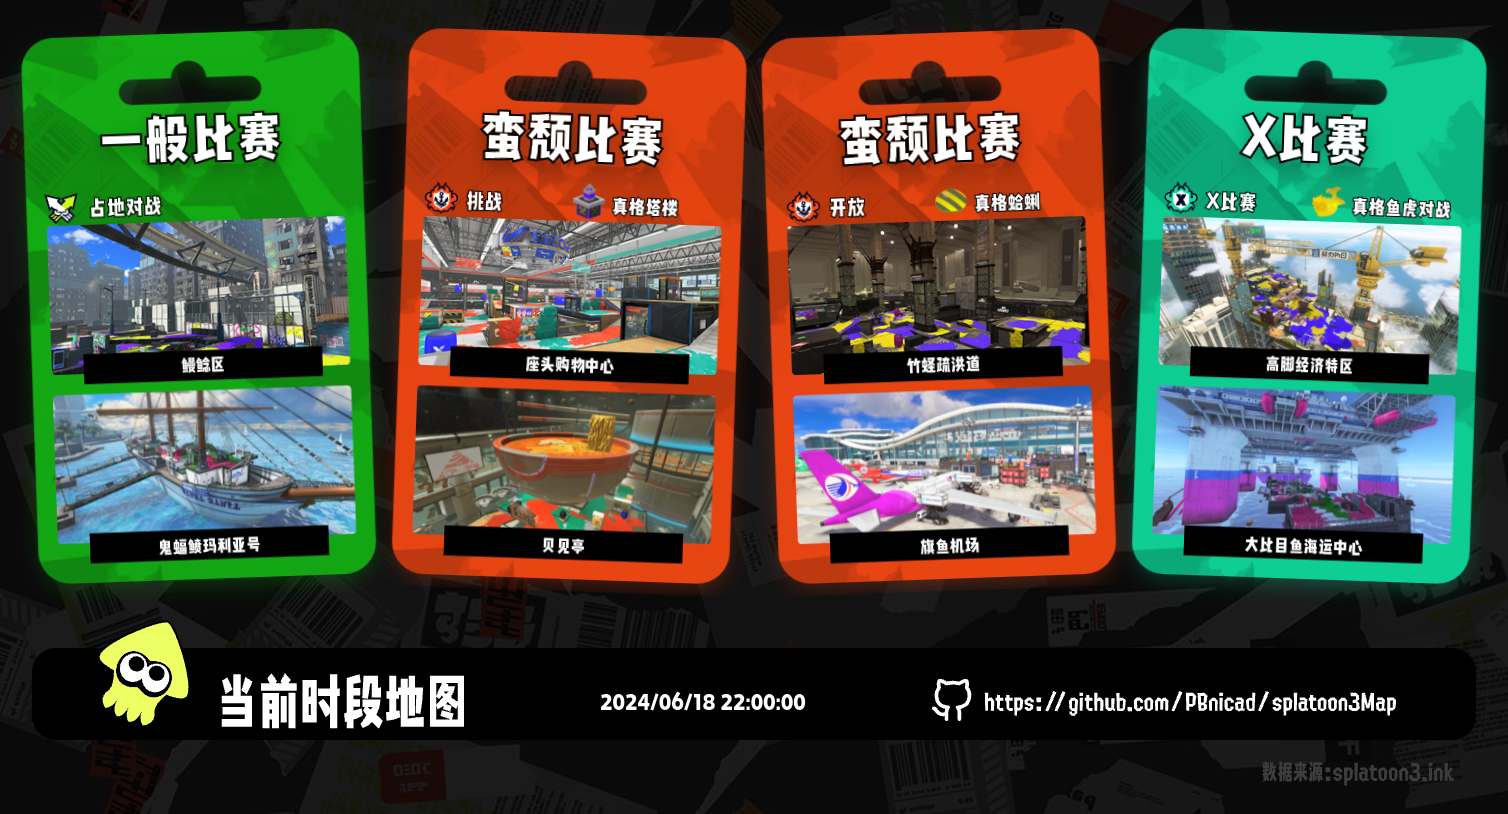 一般比赛
占地对战
鳗鲶区
鬼蝠鲼玛利亚号
蛮颓比赛
挑战
真格塔楼
座头购物中心
贝见亭
蛮颓比赛
开放
真格蛤蜊
竹蛏疏洪道
旗鱼机场
X比赛
X比赛
真格鱼虎对战
高脚经济特区
大比目鱼海运中心
当前时段地图
2024/06/18 22:00:00
https://github.com/PBnicad/splatoon3Map
数据来源:splatoon3.ink